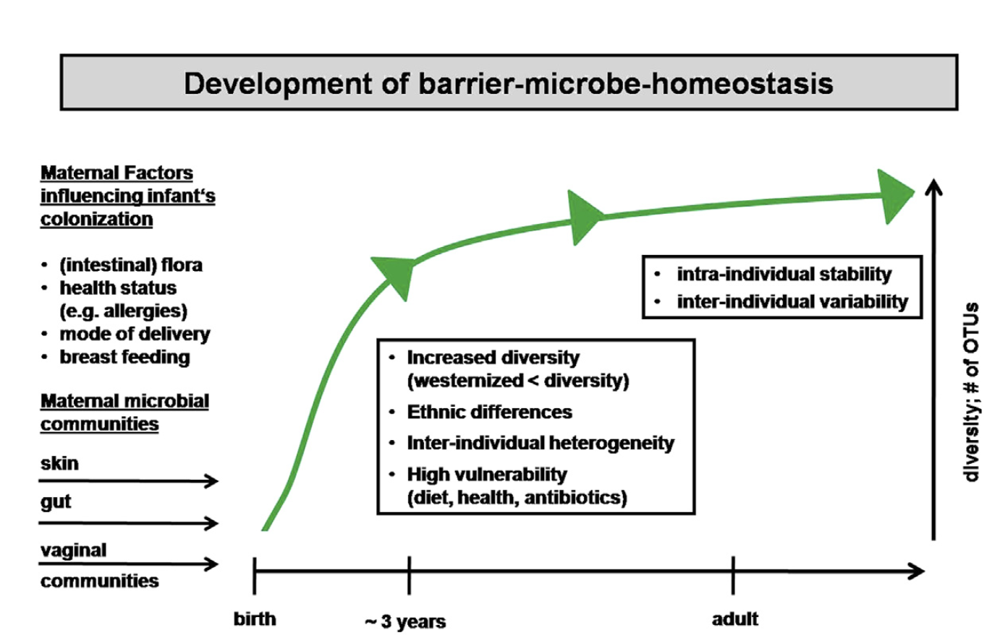 Development of barrier-microbe-homeostasis
Maternal Factors
influencing infant‘s
colonization
• (intestinal) flora
• health status
(e.g. allergies)
• mode of delivery
• breast feeding
Maternal microbial
communities
skin
gut
vaginal
communities
• intra-individual stability
• inter-individual variability
• Increased diversity
(westernized < diversity)
• Ethnic differences
• Inter-individual heterogeneity
• High vulnerability
(diet, health, antibiotics)
diversity; # of OTUs
birth
~ 3 years
adult